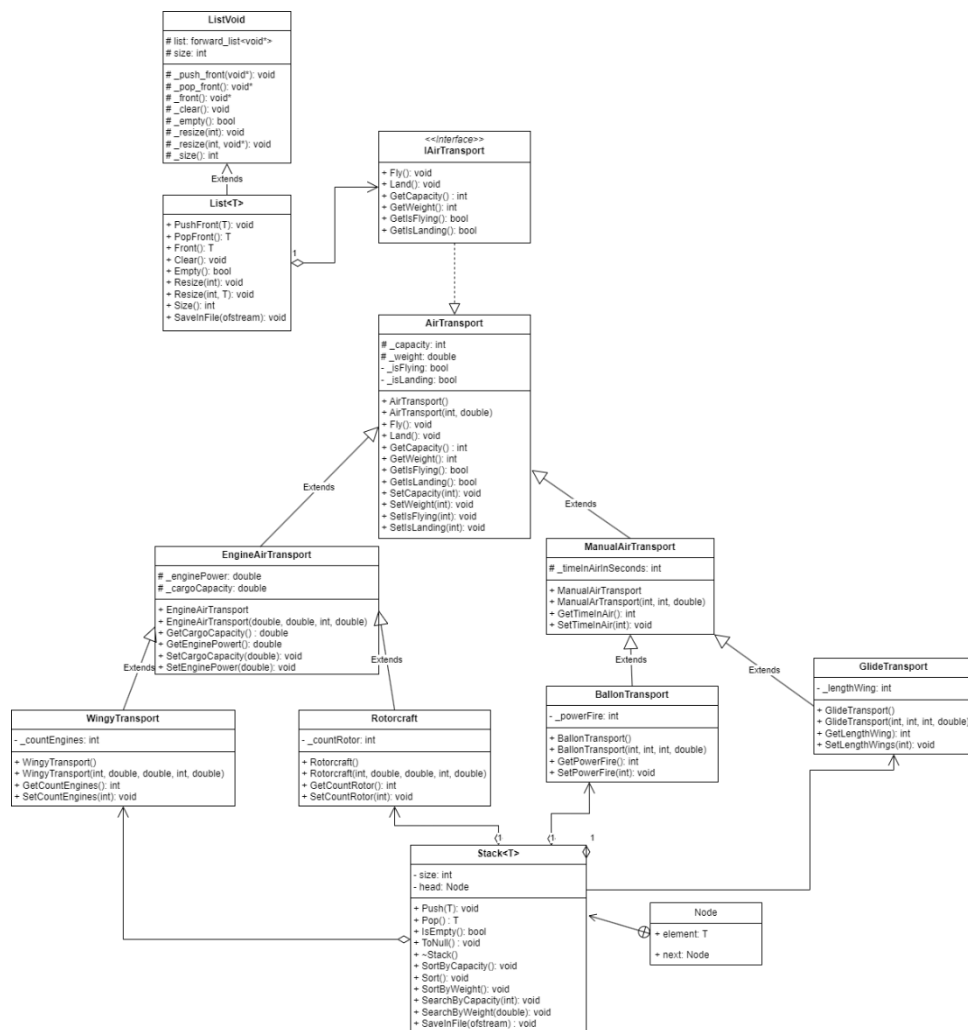 ListVoid
# list: forward_list<void*>
# size: int
# _push_front(void*): void
# _pop_front(): void*
# _front(): void*
# _clear(): void
# _empty(): bool
# _resize(int): void
# _resize(int, void*): void
# _size(): int
Extends
List<T>
+ PushFront(T): void
+ PopFront(): T
+ Front(): T
+ Clear(): void
+ Empty(): bool
+ Resize(int): void
+ Resize(int, T): void
+ Size(): int
+ SaveInFile(ofstream): void
1
<<Interface>>
IAirTransport
+ Fly(): void
+ Land(): void
+ GetCapacity() : int
+ GetWeight(): int
+ GetIsFlying(): bool
+ GetIsLanding(): bool
AirTransport
# _capacity: int
# _weight: double
- _isFlying: bool
- _isLanding: bool
+ AirTransport()
+ AirTransport(int, double)
+ Fly(): void
+ Land(): void
+ GetCapacity() : int
+ GetWeight(): int
+ GetIsFlying(): bool
+ GetIsLanding(): bool
+ SetCapacity(int): void
+ SetWeight(int): void
+ SetIsFlying(int): void
+ SetIsLanding(int): void
Extends
Extends
EngineAirTransport
# _enginePower: double
# _cargoCapacity: double
+ EngineAirTransport
+ EngineAirTransport(double, double, int, double)
+ GetCargoCapacity() : double
+ GetEnginePowert(): double
+ SetCargoCapacity(double): void
+ SetEnginePower(double): void
Extends
Extends
ManualAirTransport
# _timeInAirInSeconds: int
+ ManualAirTransport
+ ManualArTransport(int, int, double)
+ GetTimeInAir(): int
+ SetTimeInAir(int): void
Extends
Extends
WingyTransport
- _countEngines: int
+ WingyTransport()
+ WingyTransport(int, double, double, int, double)
+ GetCountEngines(): int
+ SetCountEngines(int): void
Rotorcraft
- _countRotor: int
+ Rotorcraft()
+ Rotorcraft(int, double, double, int, double)
+ GetCountRotor(): int
+ SetCountRotor(int): void
BallonTransport
- _powerFire: int
+ BallonTransport()
+ BallonTransport(int, int, int, double)
+ GetPowerFire(): int
+ SetPowerFire(int): void
GlideTransport
- _lengthWing: int
+ GlideTransport()
+ GlideTransport(int, int, int, double)
+ GetLengthWing): int
+ SetLengthWings(int): void
1
1
1
Stack<T>
- size: int
- head: Node
+ Push(T): void
+ Pop() : T
+ IsEmpty(): bool
+ ToNull() : void
+ ~Stack()
+ SortByCapacity(): void
+ Sort(): void
+ SortByWeight(): void
+ SearchByCapacity(int): void
+ SearchByWeight(double): void
+ SaveInFile(ofstream) : void
Node
+ element: T
+ next: Node